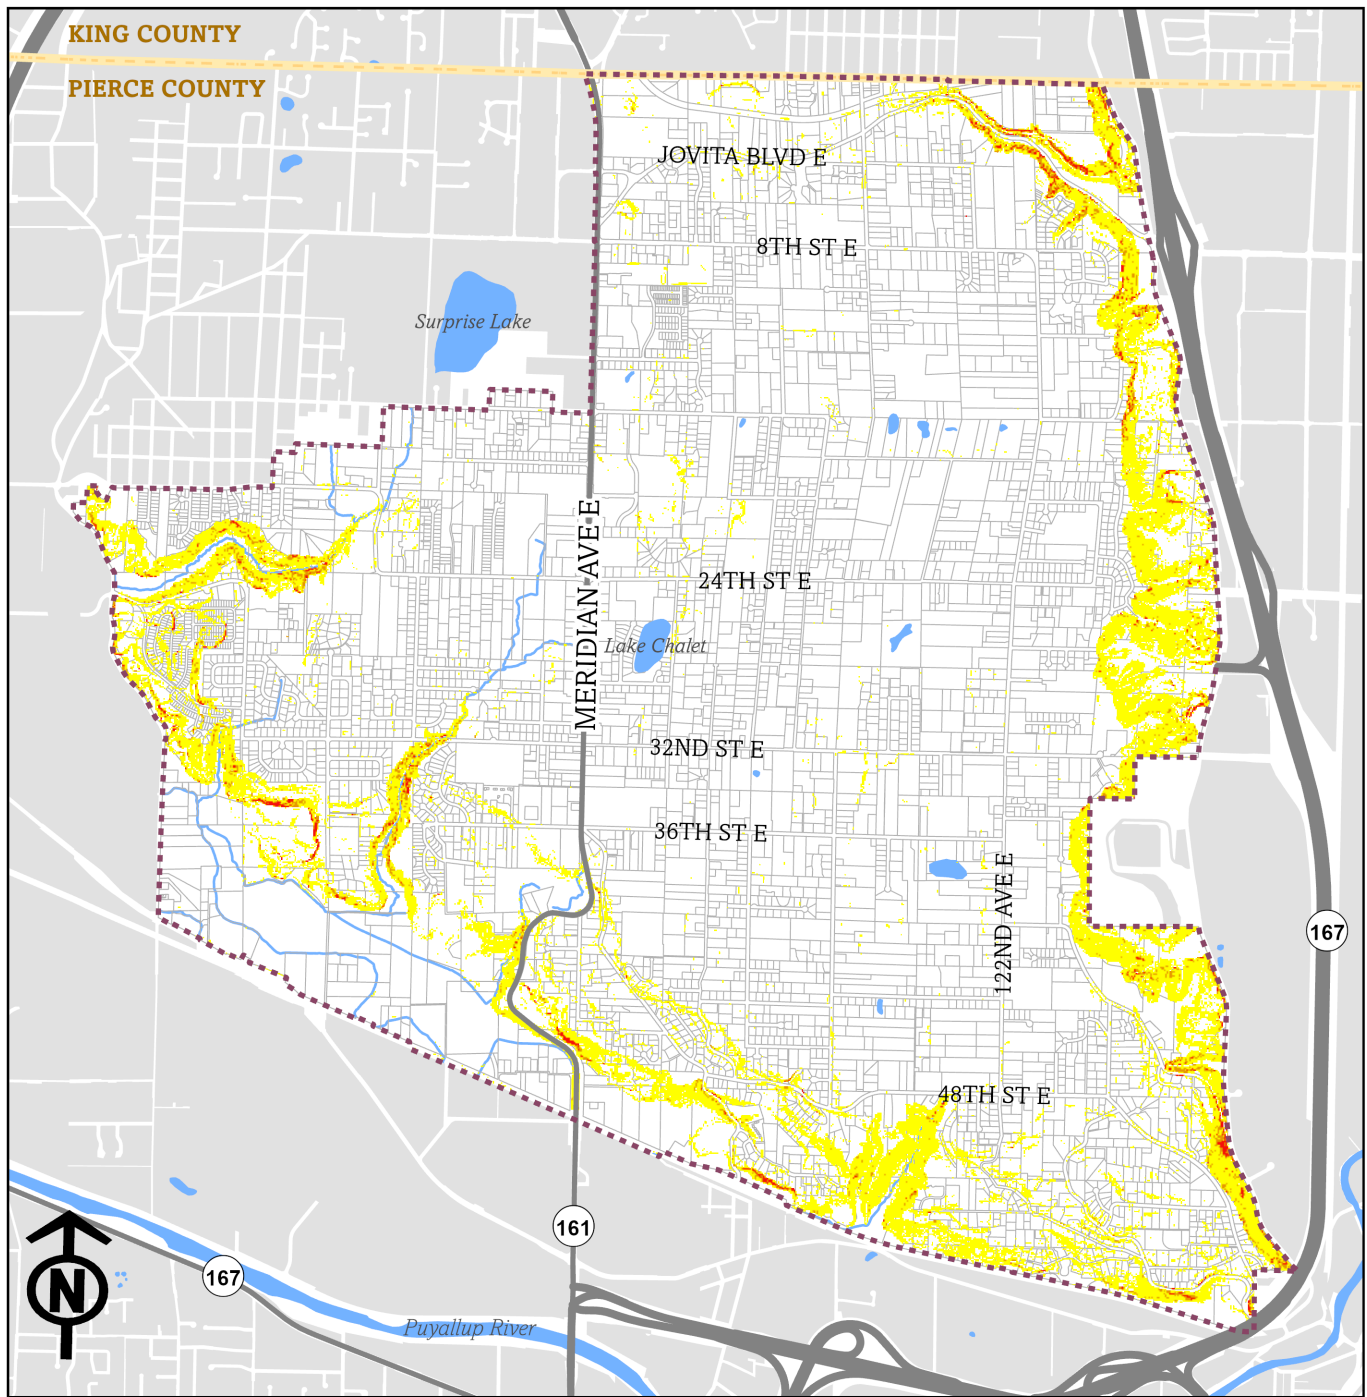 KING COUNTY
PIERCE COUNTY
JOVITA BLVD E
8TH ST E
Surprise Lake
MERIDIAN AVE E
24TH ST E
Lake Chalet
32ND ST E
36TH ST E
122ND AVE E
167
48TH ST E
161
167
N
Puyallup River